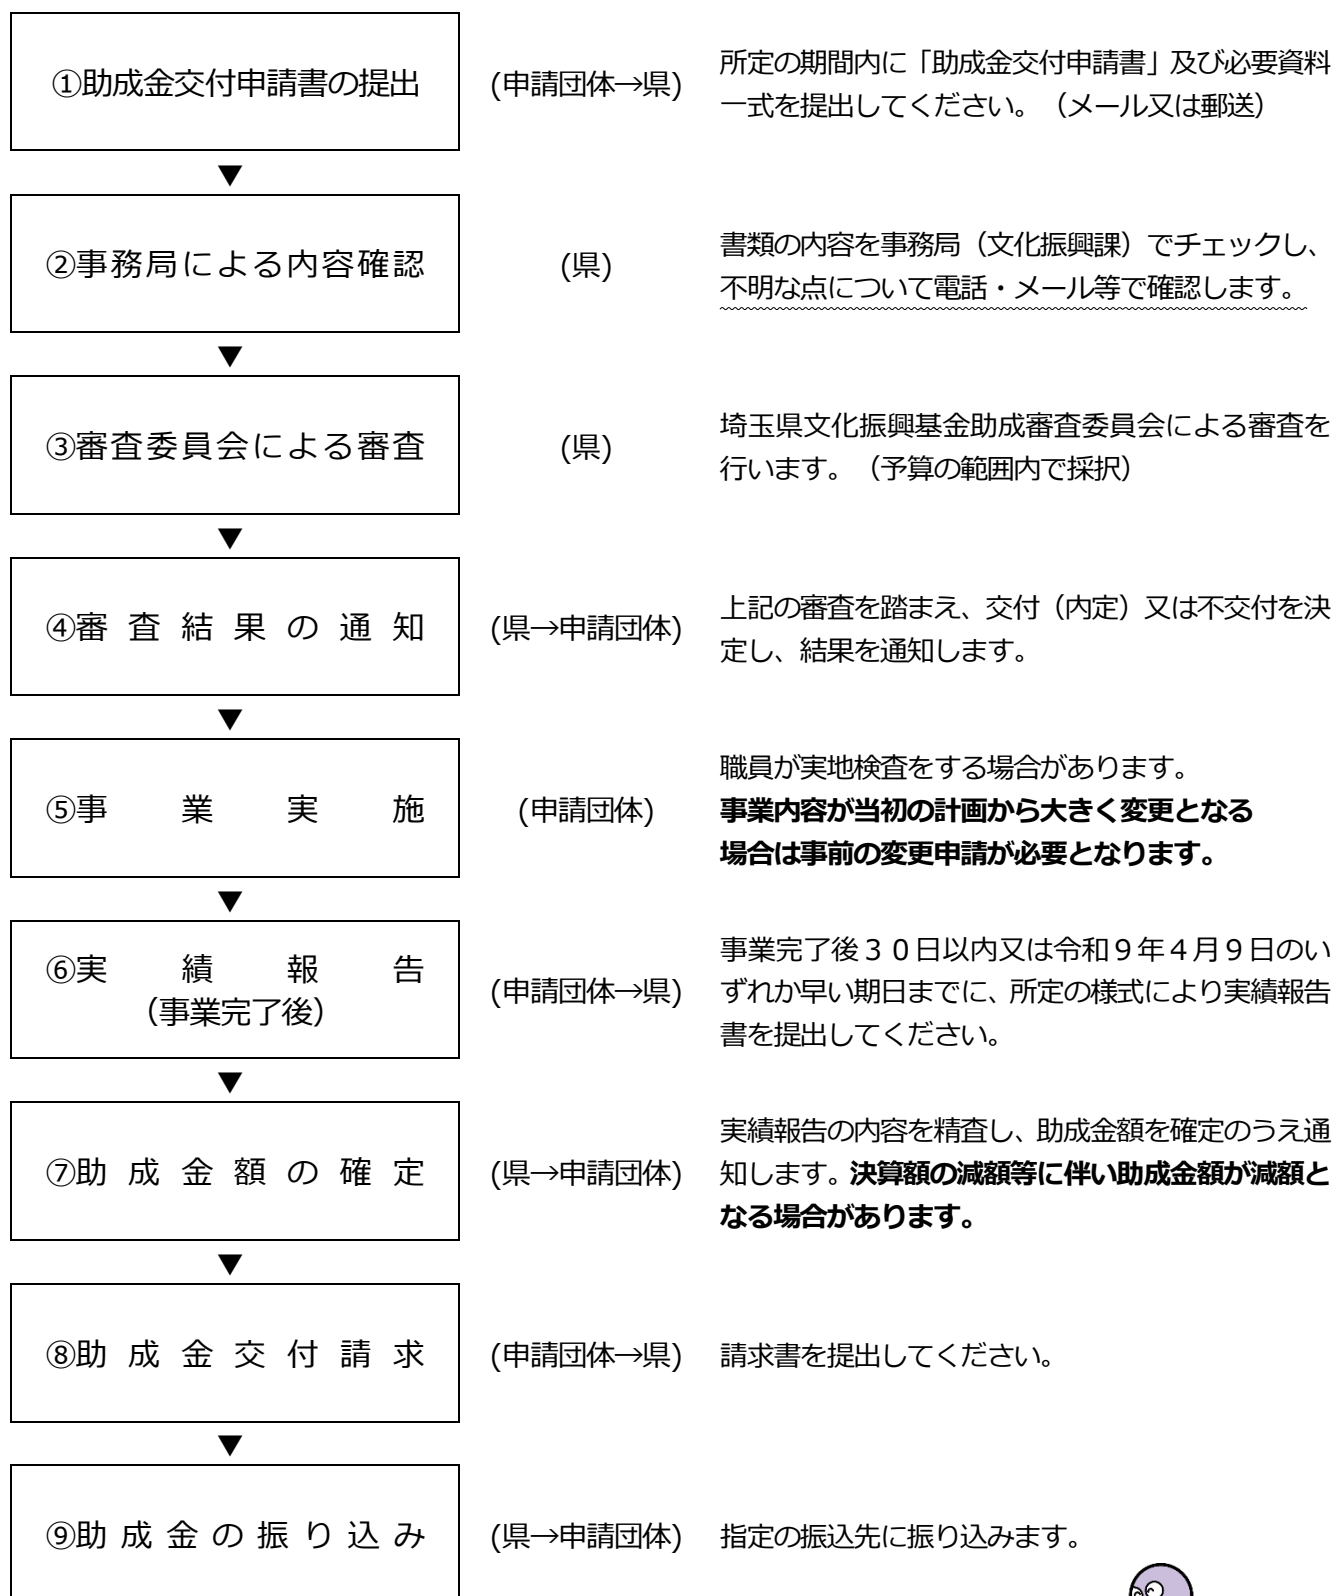 ①助成金交付申請書の提出
(申請団体→県)
所定の期間内に「助成金交付申請書」及び必要資料
一式を提出してください。（メール又は郵送）
▼
②事務局による内容確認
(県)
書類の内容を事務局（文化振興課）でチェックし、
不明な点について電話・メール等で確認します。
▼
③審査委員会による審査
(県)
埼玉県文化振興基金助成審査委員会による審査を
行います。（予算の範囲内で採択）
▼
④審査結果の通知
(県→申請団体)
上記の審査を踏まえ、交付（内定）又は不交付を決
定し、結果を通知します。
▼
⑤事業実施
(申請団体)
職員が実地検査をする場合があります。
事業内容が当初の計画から大きく変更となる
場合は事前の変更申請が必要となります。
▼
⑥実績報告
（事業完了後）
(申請団体→県)
事業完了後３０日以内又は令和９年４月９日のい
ずれか早い期日までに、所定の様式により実績報告
書を提出してください。
▼
⑦助成金額の確定
(県→申請団体)
実績報告の内容を精査し、助成金額を確定のうえ通
知します。決算額の減額等に伴い助成金額が減額と
なる場合があります。
▼
⑧助成金交付請求
(申請団体→県)
請求書を提出してください。
▼
⑨助成金の振り込み
(県→申請団体)
指定の振込先に振り込みます。